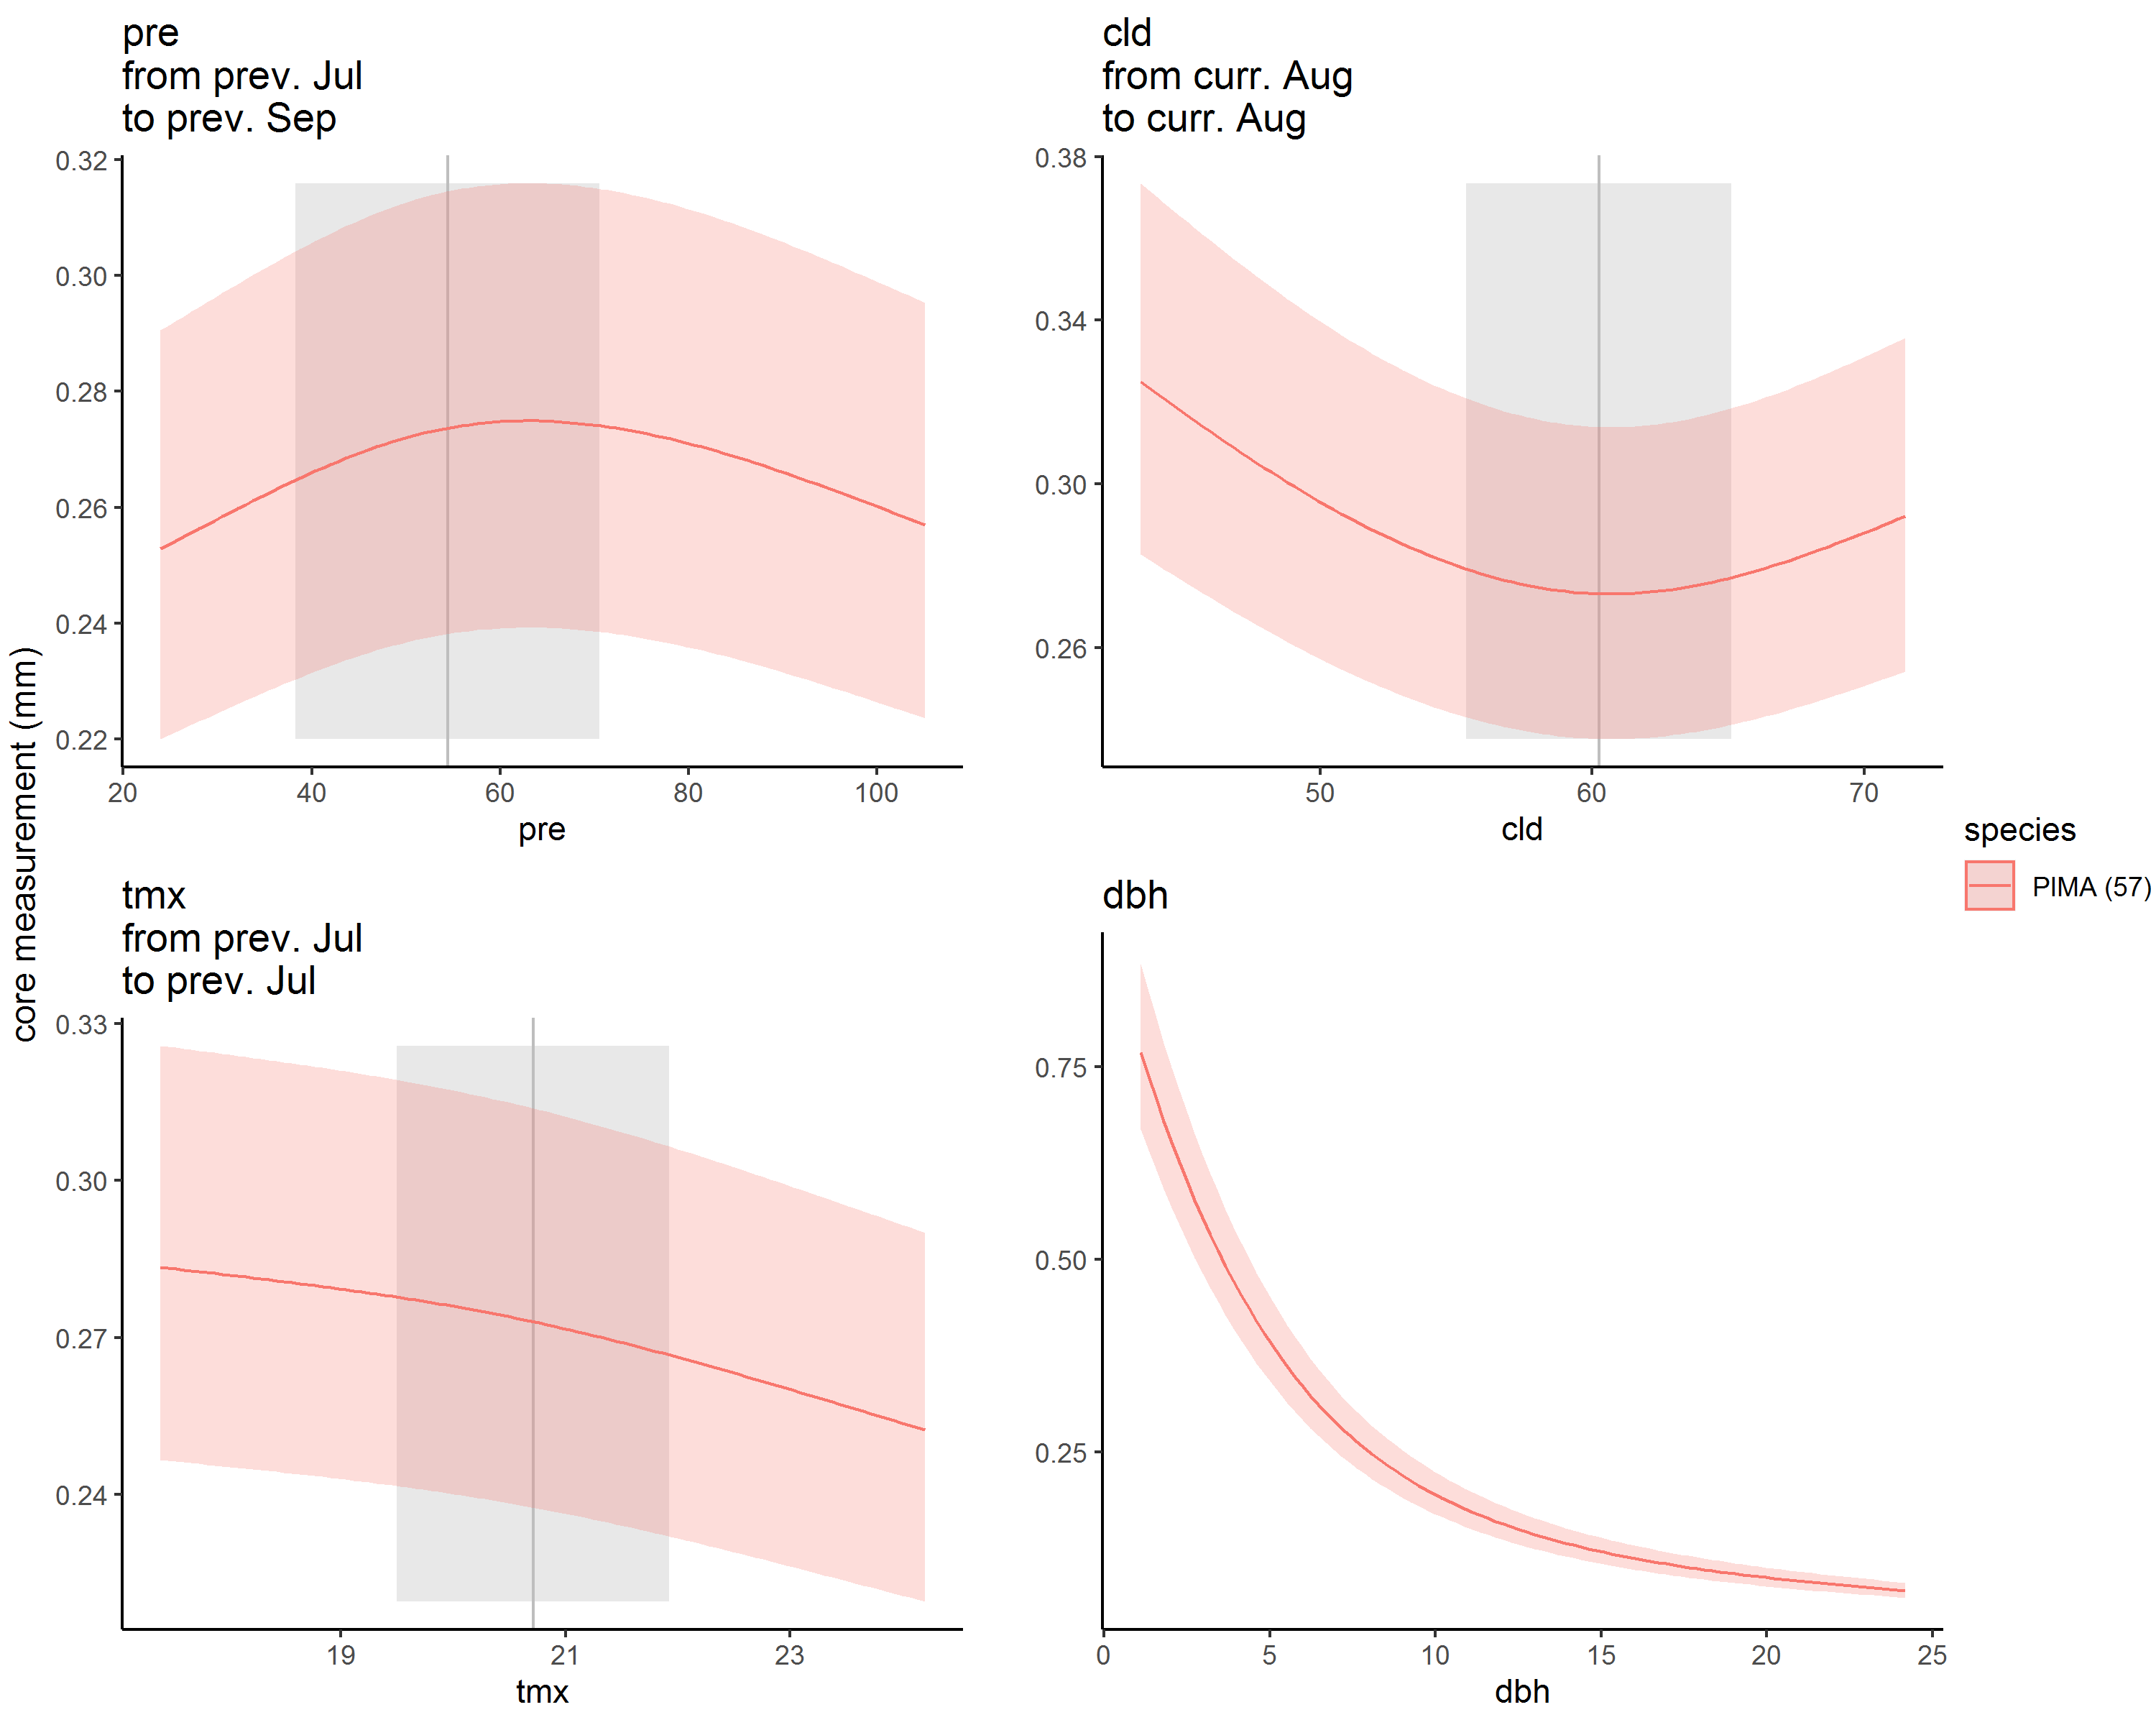 pre
from prev. Jul
to prev. Sep
0.32
0.30
0.28
0.26
0.24
0.22
20 40 60 80 100
pre
cld
from curr. Aug
to curr. Aug
0.38
0.34
0.30
0.26
50 60 70
cld
tmx
from prev. Jul
to prev. Jul
0.33
0.30
0.27
0.24
19 21 23
tmx
dbh
0.75
0.50
0.25
0 5 10 15 20 25
dbh
core measurement (mm)
species
PIMA (57)